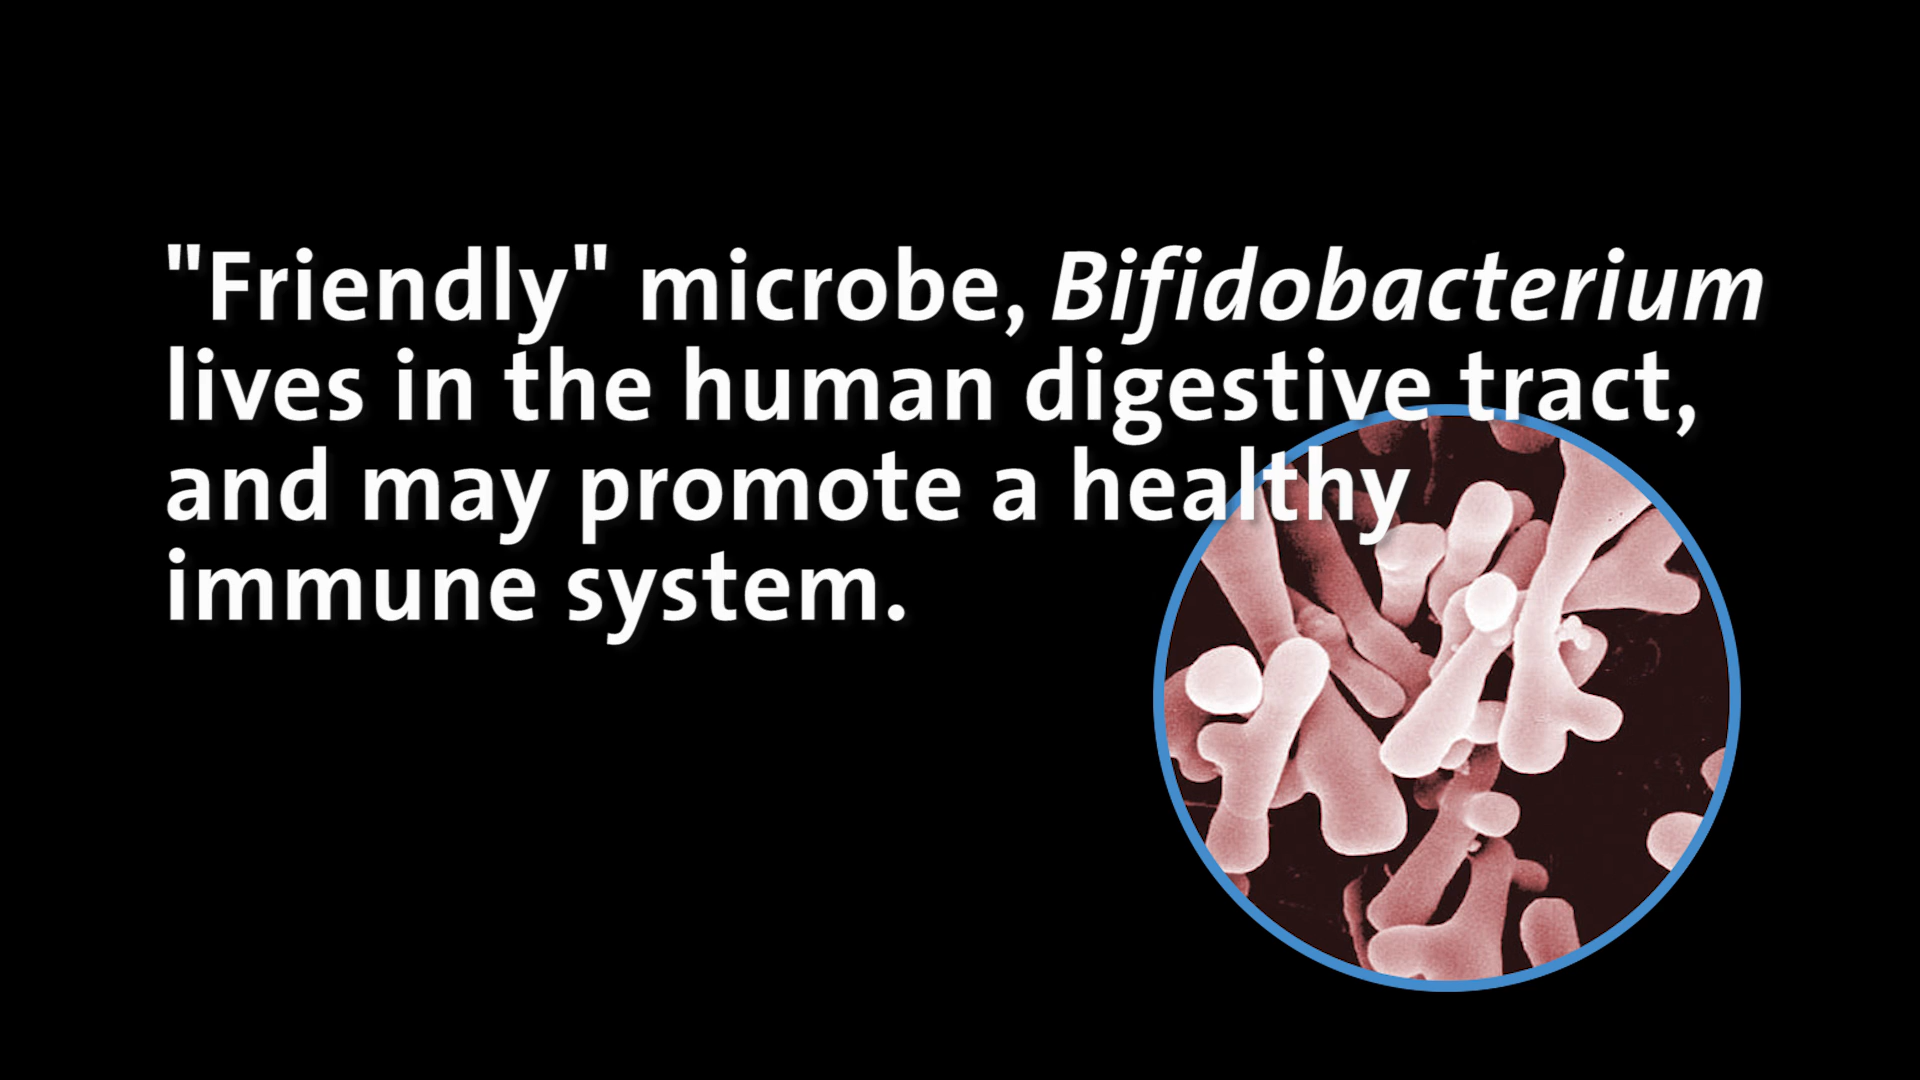 "Friendly" microbe, Bifidobacterium
lives in the human digestive tract,
and may promote a healthy
immune system.